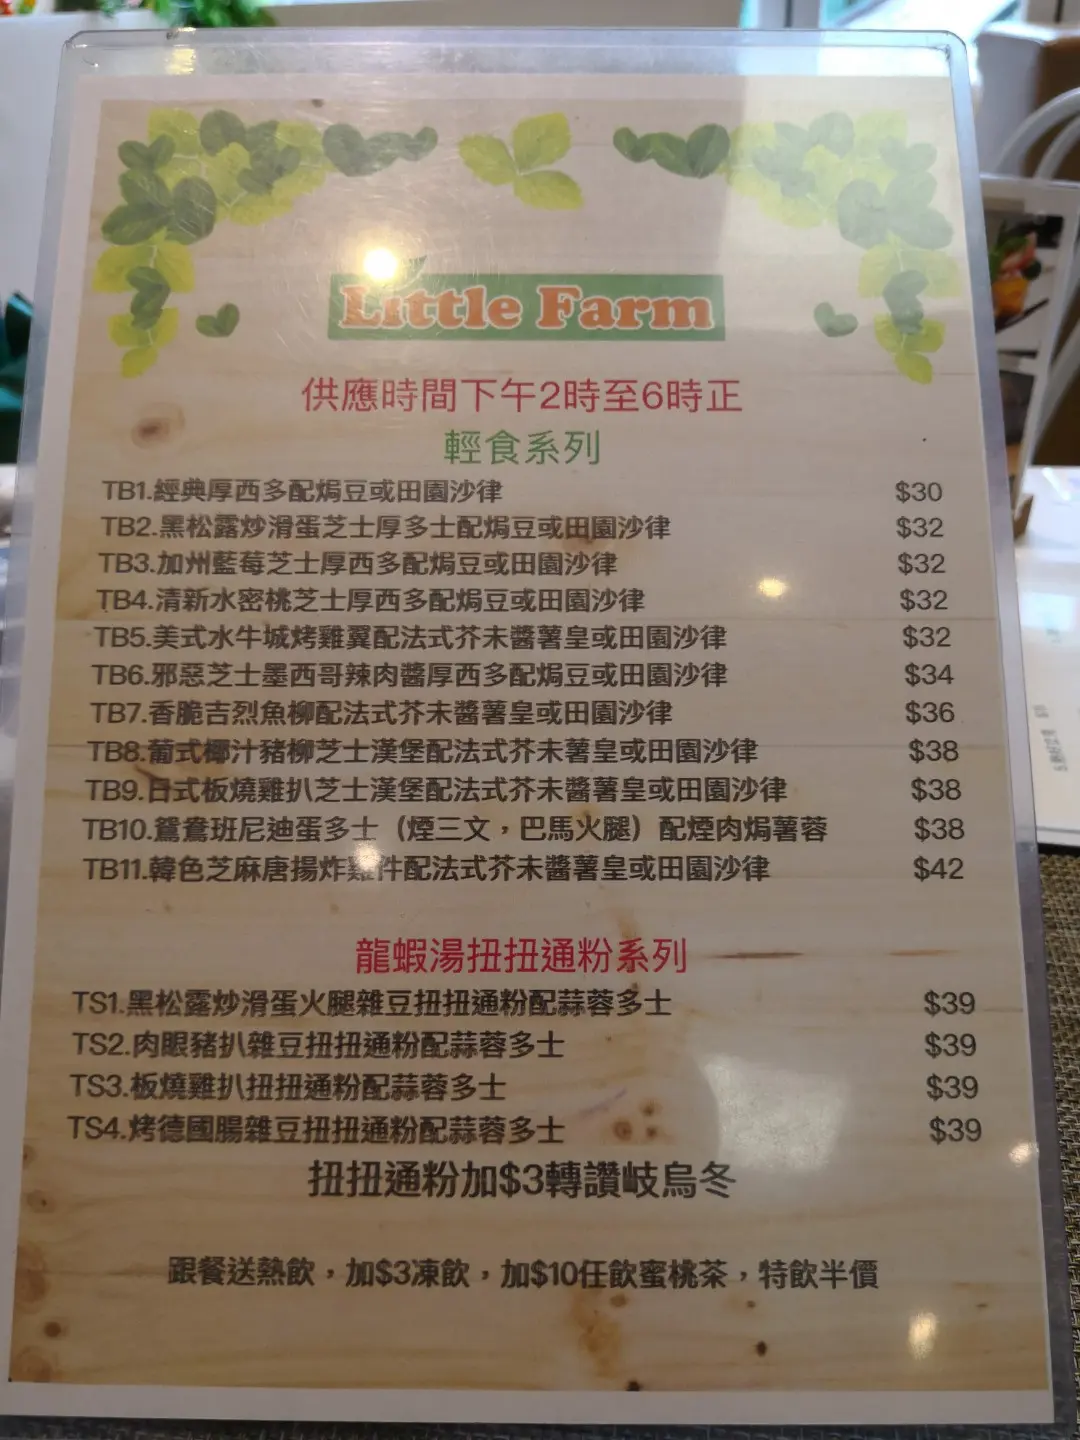 Little Farm
供應時間下午2時至6時正
輕食系列
TB1.經典厚西多配焗豆或田園沙律 $30
TB2.黑松露炒滑蛋芝士厚多士配焗豆或田園沙律 $32
TB3.加州藍莓芝士厚西多配焗豆或田園沙律 $32
TB4.清新水密桃芝士厚西多配焗豆或田園沙律 $32
TB5.美式水牛城烤雞翼配法式芥未醬薯皇或田園沙律 $32
TB6.邪惡芝士墨西哥辣肉醬厚西多配焗豆或田園沙律 $34
TB7.香脆吉烈魚柳配法式芥未醬薯皇或田園沙律 $36
TB8.葡式椰汁豬柳芝士漢堡配法式芥未薯皇或田園沙律 $38
TB9.日式板燒雞扒芝士漢堡配法式芥未醬薯皇或田園沙律 $38
TB10.鴛鴦班尼迪蛋多士（煙三文，巴馬火腿）配煙肉焗薯蓉 $38
TB11.韓色芝麻唐揚炸雞件配法式芥未醬薯皇或田園沙律 $42
龍蝦湯扭扭通粉系列
TS1.黑松露炒滑蛋火腿雜豆扭扭通粉配蒜蓉多士 $39
TS2.肉眼豬扒雜豆扭扭通粉配蒜蓉多士 $39
TS3.板燒雞扒扭扭通粉配蒜蓉多士 $39
TS4.烤德國腸雜豆扭扭通粉配蒜蓉多士 $39
扭扭通粉加$3轉讚岐烏冬
跟餐送熱飲，加$3凍飲，加$10任飲蜜桃茶，特飲半價